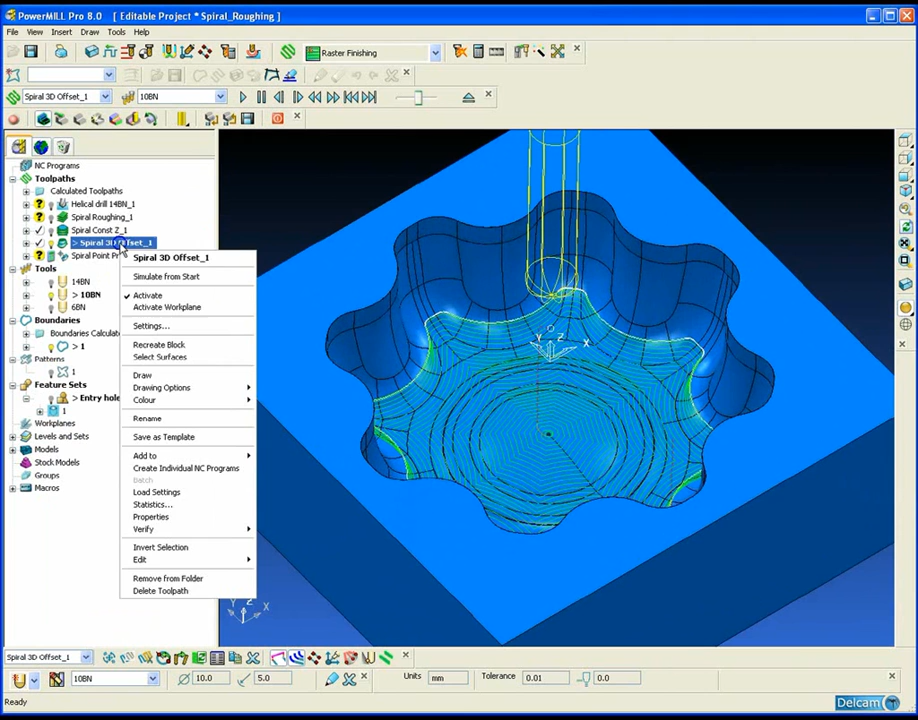 PowerMILL Pro 8.0 - [ Editable Project * Spiral_Roughing ]
File View Insert Draw Tools Help
Raster Finishing
Spiral 3D Offset_1 10BN
NC Programs
Toolpaths
Calculated Toolpaths
Helical drill 14BN_1
Spiral Roughing_1
Spiral Const Z_1
> Spiral 3D Offset_1
Spiral Point Pr
Tools
14BN
> 10BN
6BN
Boundaries
Boundaries Calculate
> 1
Patterns
1
Feature Sets
> Entry hole
1
Workplanes
Levels and Sets
Models
Stock Models
Groups
Macros
Spiral 3D Offset_1
Simulate from Start
Activate
Activate Workplane
Settings...
Recreate Block
Select Surfaces
Draw
Drawing Options
Colour
Rename
Save as Template
Add to
Create Individual NC Programs
Batch
Load Settings
Statistics...
Properties
Verify
Invert Selection
Edit
Remove from Folder
Delete Toolpath
Y Z X
Y Z X
Spiral 3D Offset_1
10BN 10.0 5.0 Units mm Tolerance 0.01 0.0
Ready
Delcam